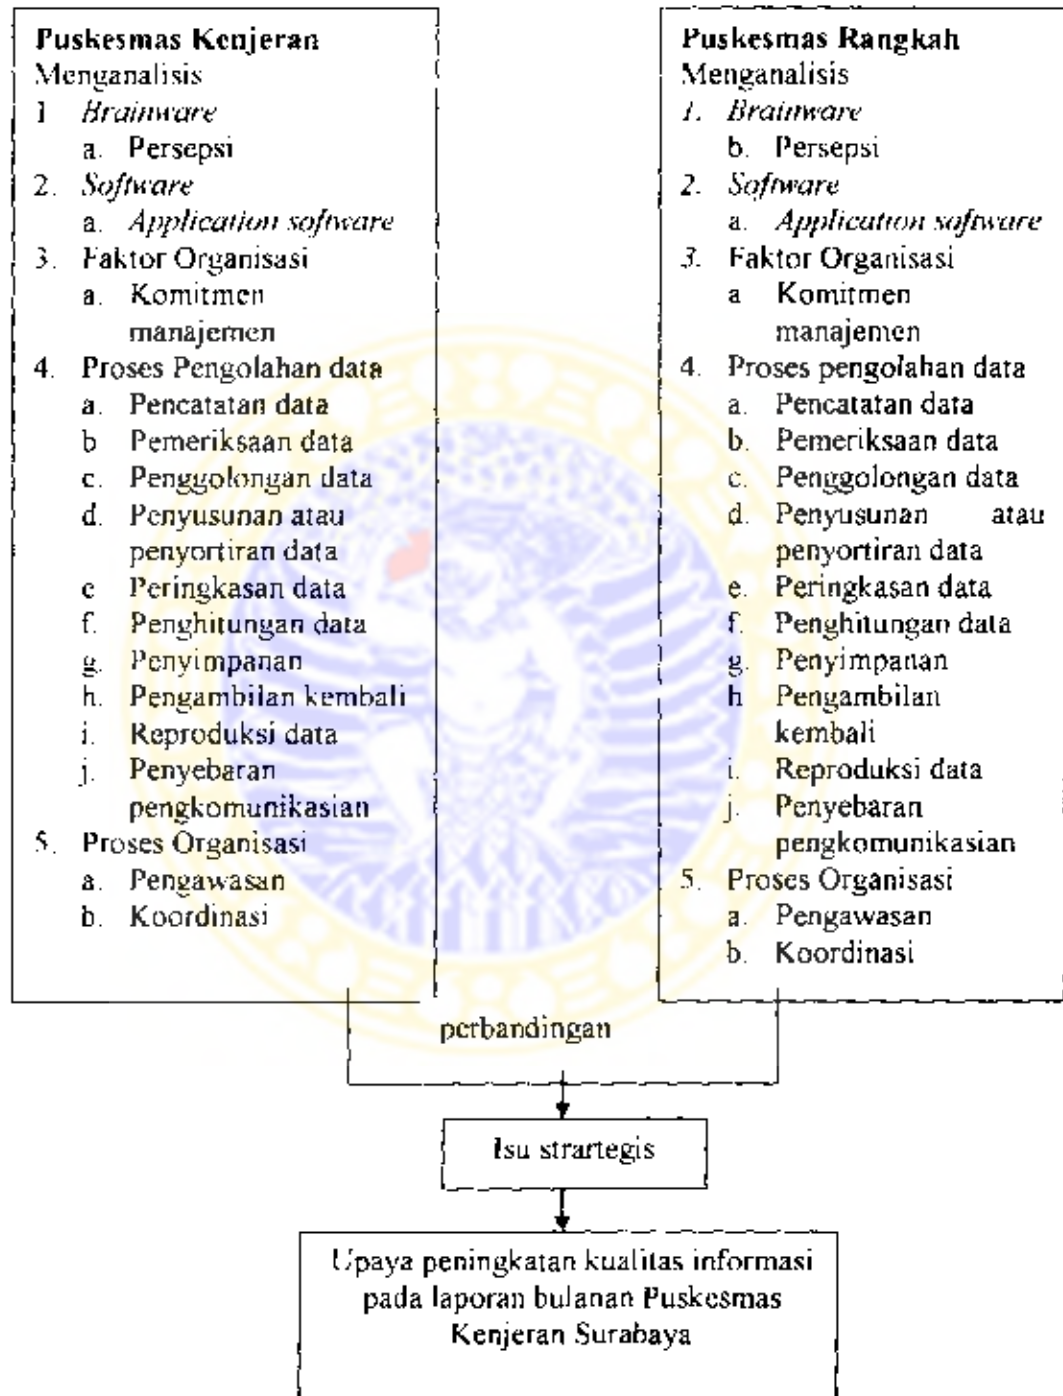 Puskesmas Kenjeran
Menganalisis
1 Brainware
a. Persepsi
2. Software
a. Application software
3. Faktor Organisasi
a. Komitmen
manajemen
4. Proses Pengolahan data
a. Pencatatan data
b Pemeriksaan data
c. Penggolongan data
d. Penyusunan atau
penyortiran data
e Peringkasan data
f. Penghitungan data
g. Penyimpanan
h. Pengambilan kembali
i. Reproduksi data
j. Penyebaran
pengkomunikasian
5. Proses Organisasi
a. Pengawasan
b. Koordinasi
Puskesmas Rangkah
Menganalisis
1. Brainware
b. Persepsi
2. Software
a. Application software
3. Faktor Organisasi
a Komitmen
manajemen
4. Proses pengolahan data
a. Pencatatan data
b. Pemeriksaan data
c. Penggolongan data
d. Penyusunan atau
penyortiran data
e. Peringkasan data
f. Penghitungan data
g. Penyimpanan
h Pengambilan
kembali
i. Reproduksi data
j. Penyebaran
pengkomunikasian
5. Proses Organisasi
a. Pengawasan
b. Koordinasi
perbandingan
Isu strartegis
Upaya peningkatan kualitas informasi
pada laporan bulanan Puskesmas
Kenjeran Surabaya